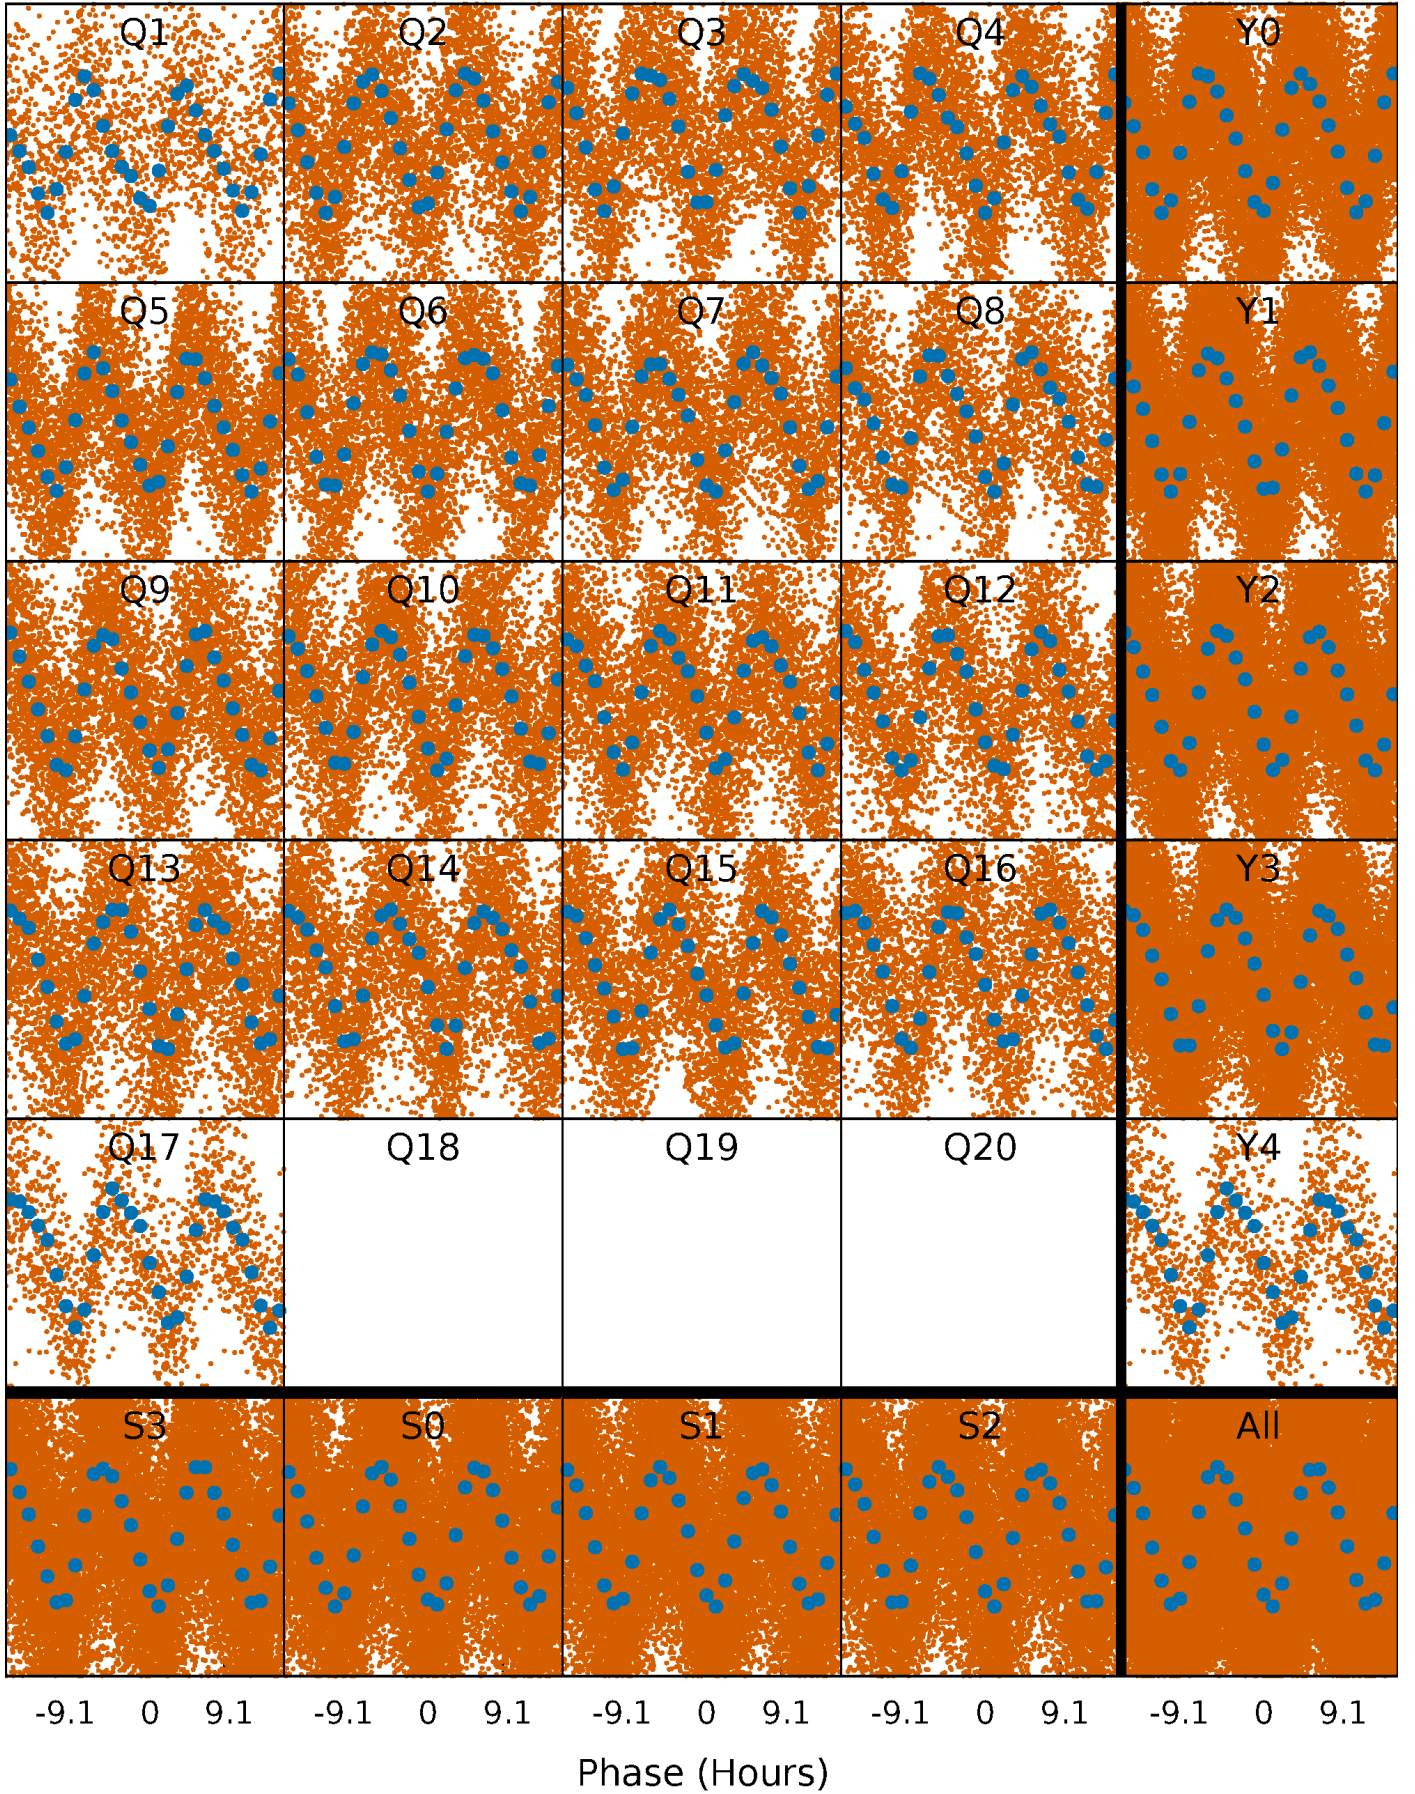 Q1 Q2 Q3 Q4 Y0
Q5 Q6 Q7 Q8 Y1
Q9 Q10 Q11 Q12 Y2
Q13 Q14 Q15 Q16 Y3
Q17 Q18 Q19 Q20 Y4
S3 S0 S1 S2 All
-9.1 0 9.1 -9.1 0 9.1 -9.1 0 9.1 -9.1 0 9.1 -9.1 0 9.1
Phase (Hours)